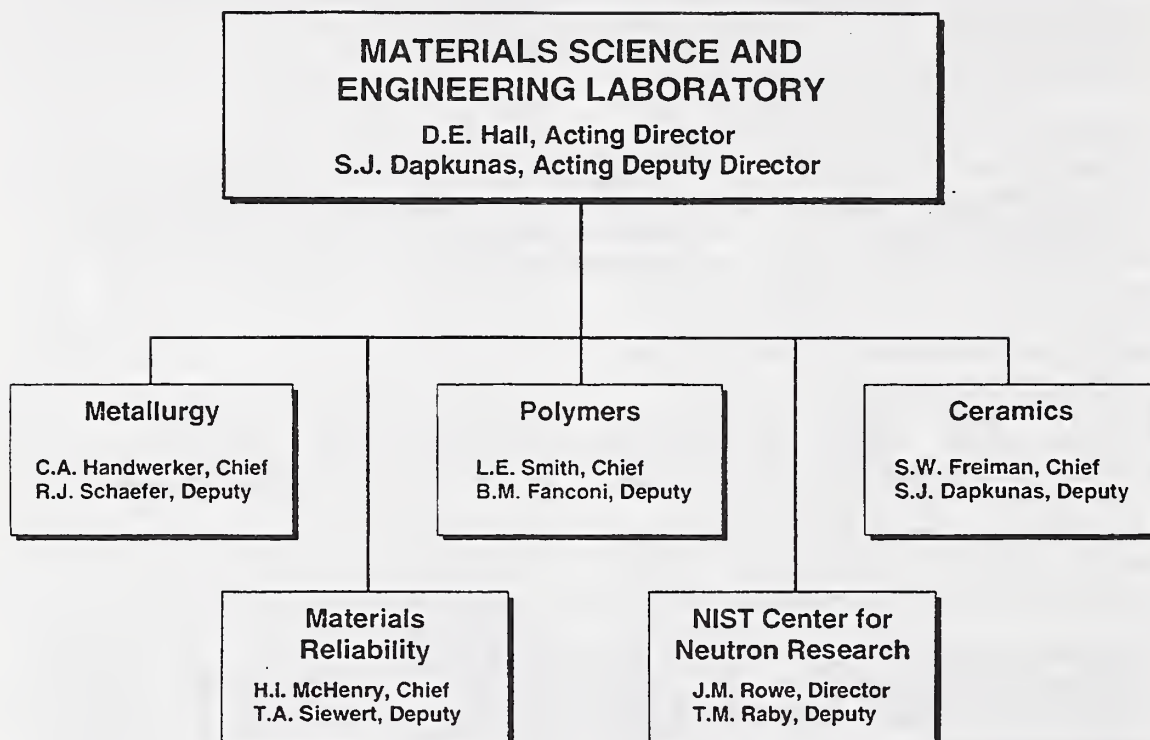 MATERIALS SCIENCE AND
ENGINEERING LABORATORY
D.E. Hall, Acting Director
S.J. Dapkunas, Acting Deputy Director
Metallurgy
C.A. Handwerker, Chief
R.J. Schaefer, Deputy
Polymers
L.E. Smith, Chief
B.M. Fanconi, Deputy
Ceramics
S.W. Freiman, Chief
S.J. Dapkunas, Deputy
Materials
Reliability
H.I. McHenry, Chief
T.A. Siewert, Deputy
NIST Center for
Neutron Research
J.M. Rowe, Director
T.M. Raby, Deputy